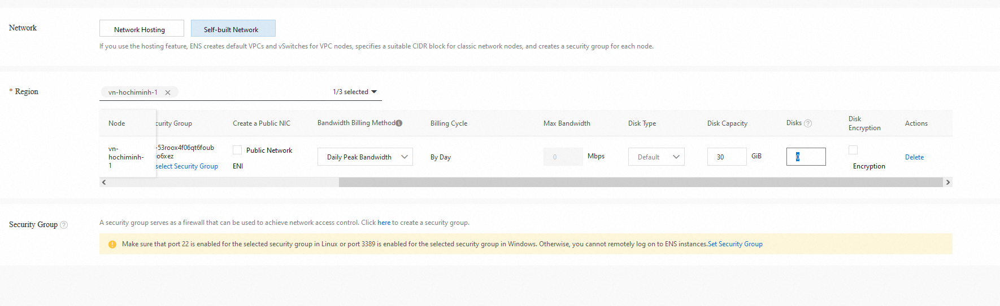 Network
Network Hosting
Self-built Network
If you use the hosting feature, ENS creates default VPCs and vSwitches for VPC nodes, specifies a suitable CIDR block for classic network nodes, and creates a security group for each node.
* Region
vn-hochiminh-1
1/3 selected
Node
curity Group
Create a Public NIC
Bandwidth Billing Method
Billing Cycle
Max Bandwidth
Disk Type
Disk Capacity
Disks
Disk
Encryption
Actions
vn-
hochiminh-
1
-53roox4f06qt6foub
io6xez
select Security Group
Public Network
ENI
Daily Peak Bandwidth
By Day
0
Mbps
Default
30
GiB
0
Encryption
Delete
Security Group
A security group serves as a firewall that can be used to achieve network access control. Click here to create a security group.
Make sure that port 22 is enabled for the selected security group in Linux or port 3389 is enabled for the selected security group in Windows. Otherwise, you cannot remotely log on to ENS instances.Set Security Group